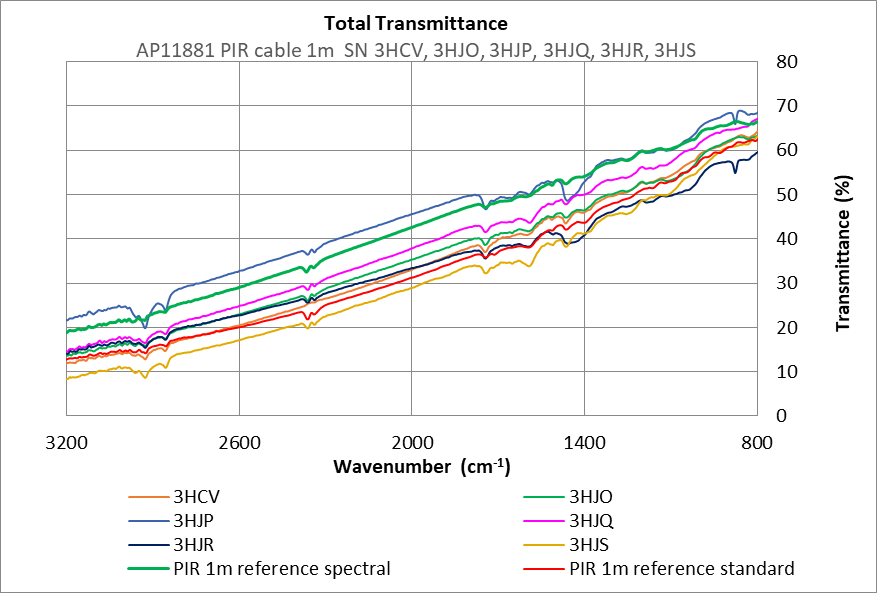 Total Transmittance
AP11881 PIR cable 1m  SN 3HCV, 3HJO, 3HJP, 3HJQ, 3HJR, 3HJS
80
70
60
50
40
30
20
10
0
Transmittance (%)
3200 2600 2000 1400 800
Wavenumber (cm⁻¹)
3HCV 3HJO
3HJP 3HJQ
3HJR 3HJS
PIR 1m reference spectral PIR 1m reference standard